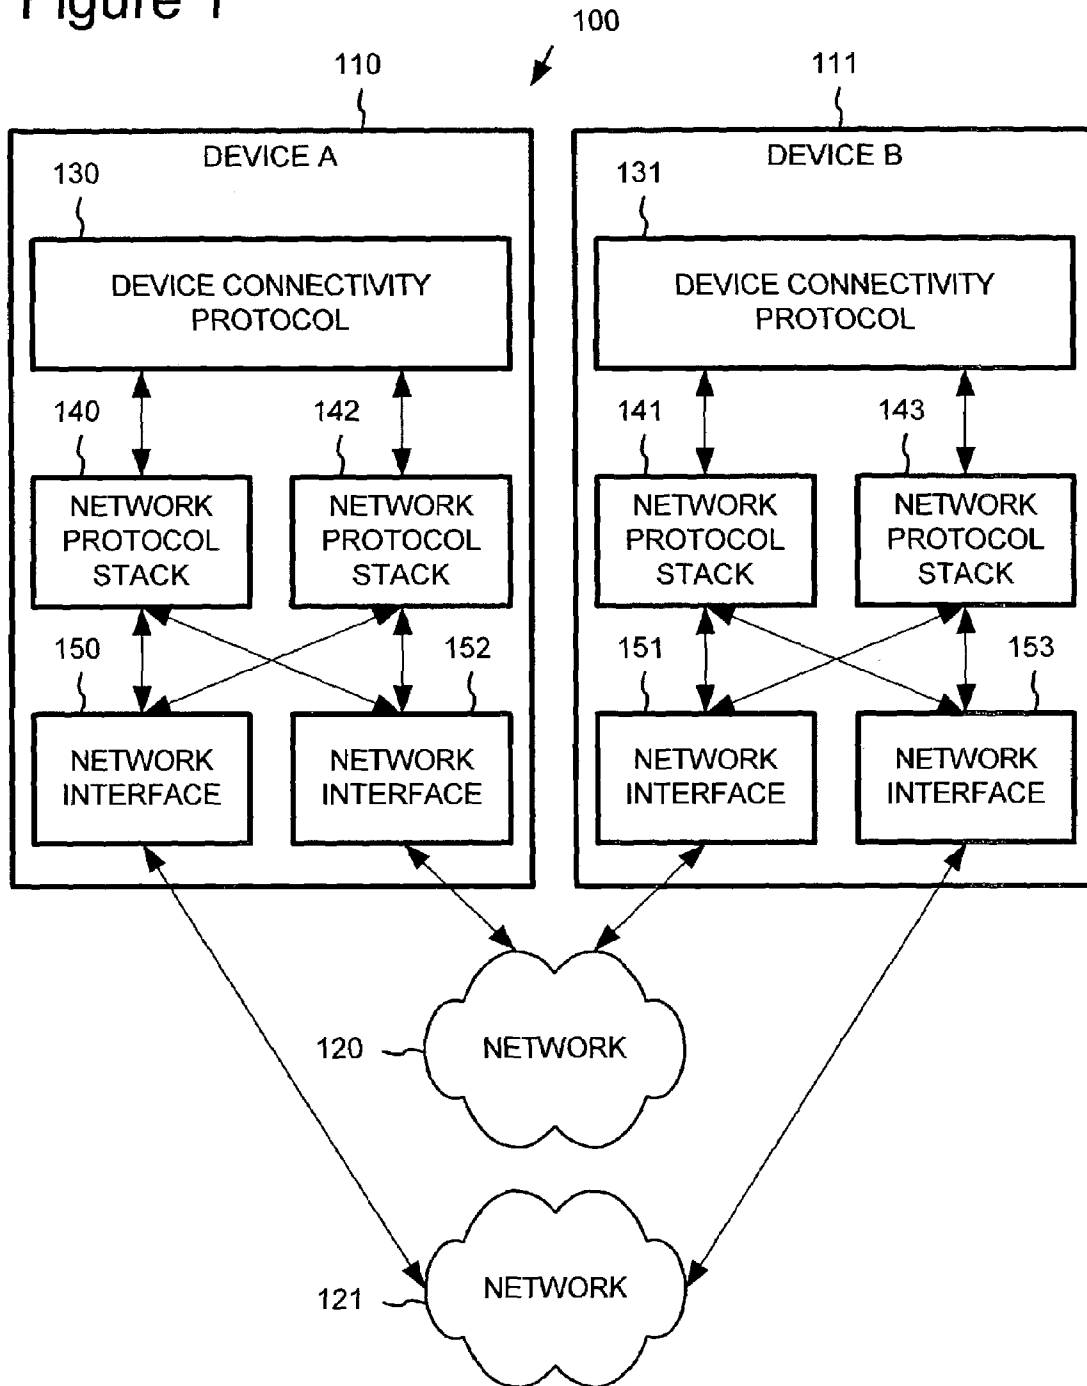 Figure 1
100
110
111
DEVICE A
DEVICE B
130
131
DEVICE CONNECTIVITY
PROTOCOL
DEVICE CONNECTIVITY
PROTOCOL
140
142
141
143
NETWORK
PROTOCOL
STACK
NETWORK
PROTOCOL
STACK
NETWORK
PROTOCOL
STACK
NETWORK
PROTOCOL
STACK
150
152
151
153
NETWORK
INTERFACE
NETWORK
INTERFACE
NETWORK
INTERFACE
NETWORK
INTERFACE
120
NETWORK
121
NETWORK